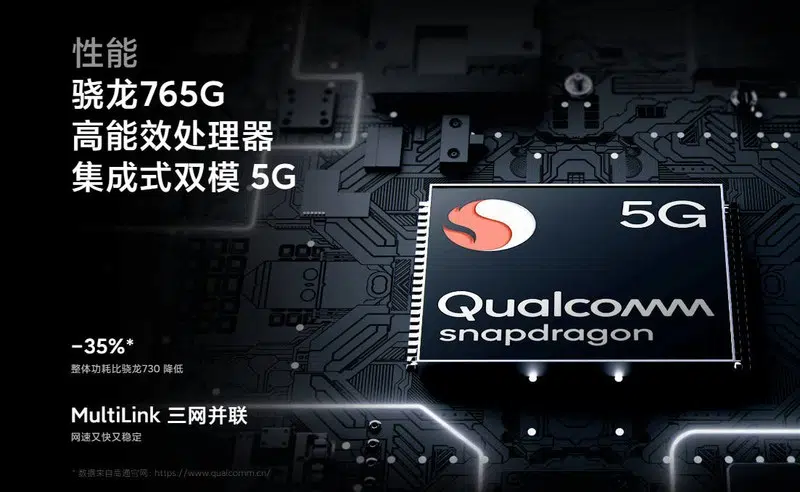 性能
骁龙765G
高能效处理器
集成式双模 5G
5G
Qualcomm
snapdragon
-35%*
整体功耗比骁龙730 降低
MultiLink 三网并联
网速又快又稳定
* 数据来自高通官网：https://www.qualcomm.cn/